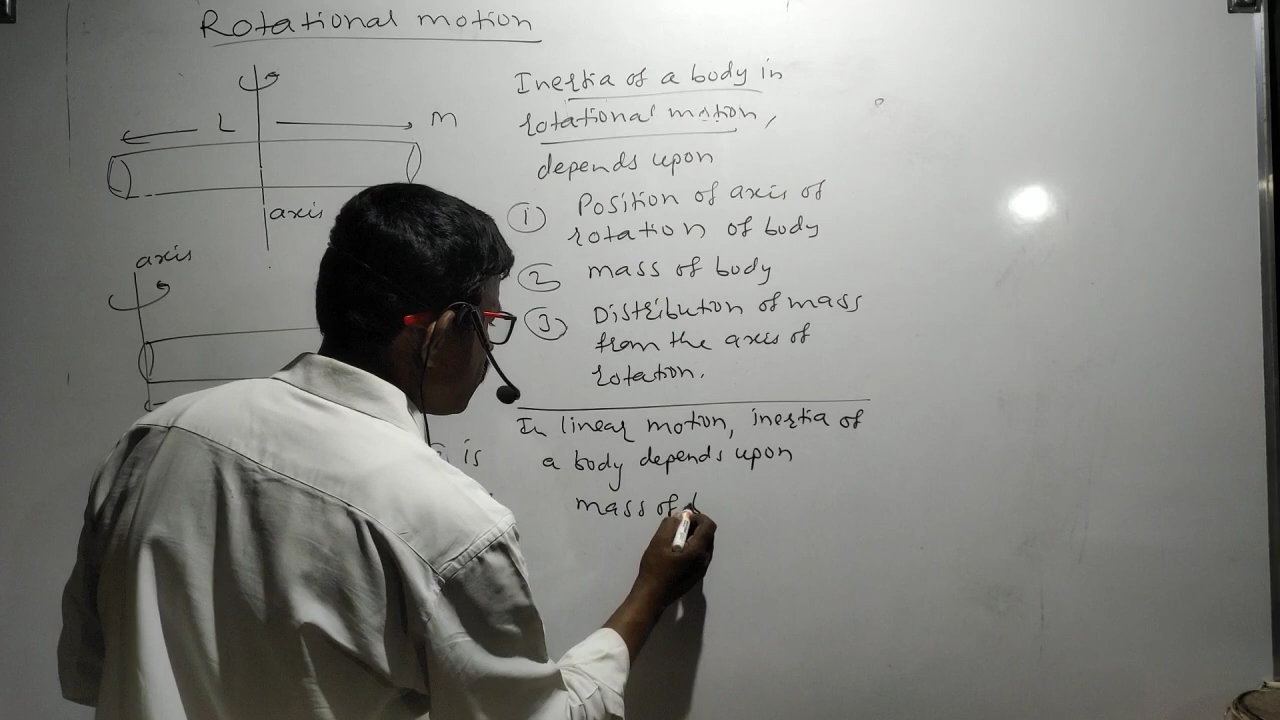 Rotational motion
L
M
axis
axis
is
Inertia of a body in
rotational motion,
depends upon
① Position of axis of
rotation of body
② mass of body
③ Distribution of mass
from the axis of
rotation.
In linear motion, inertia of
a body depends upon
mass of